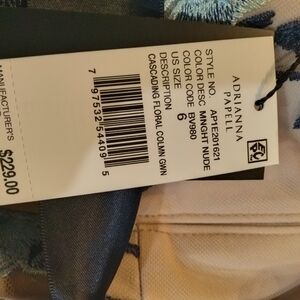 ADRIANNA
PAPELL
STYLE NO. AP1E201621
COLOR DESC MNGHT NUDE
COLOR CODE BV980
US SIZE 6
DESCRIPTION
CASCADING FLORAL COLMN GWN
7 97532 54409 5
MANUFACTURER'S
$229.00